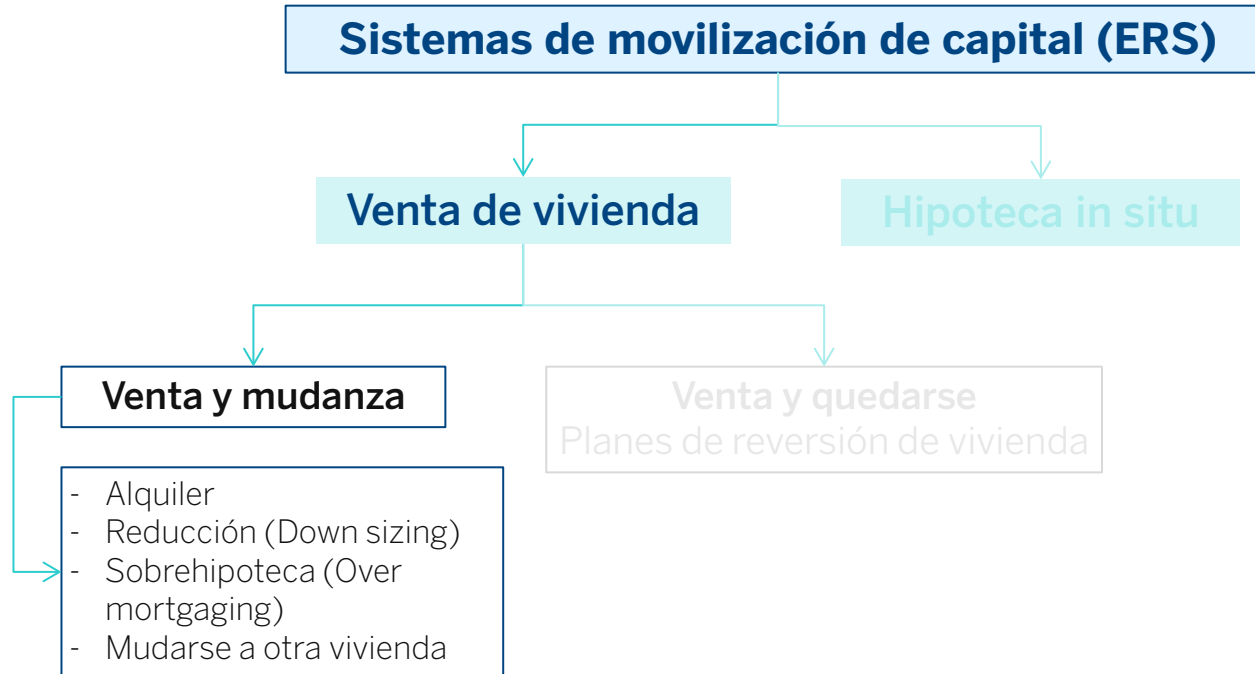 Sistemas de movilización de capital (ERS)
Venta de vivienda
Hipoteca in situ
Venta y mudanza
Venta y quedarse
Planes de reversión de vivienda
- Alquiler
- Reducción (Down sizing)
- Sobrehipoteca (Over
mortgaging)
- Mudarse a otra vivienda